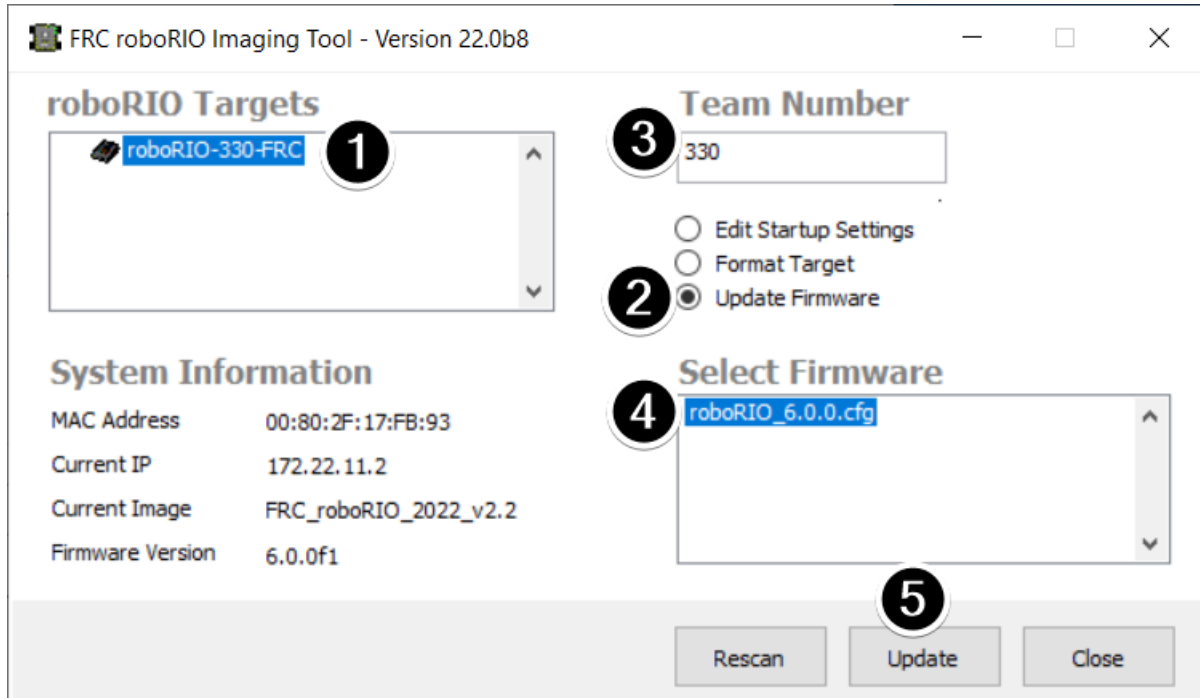 FRC roboRIO Imaging Tool - Version 22.0b8
roboRIO Targets
roboRIO-330-FRC
1
Team Number
3
330
Edit Startup Settings
Format Target
2
Update Firmware
System Information
MAC Address 00:80:2F:17:FB:93
Current IP 172.22.11.2
Current Image FRC_roboRIO_2022_v2.2
Firmware Version 6.0.0f1
Select Firmware
4
roboRIO_6.0.0.cfg
5
Rescan Update Close